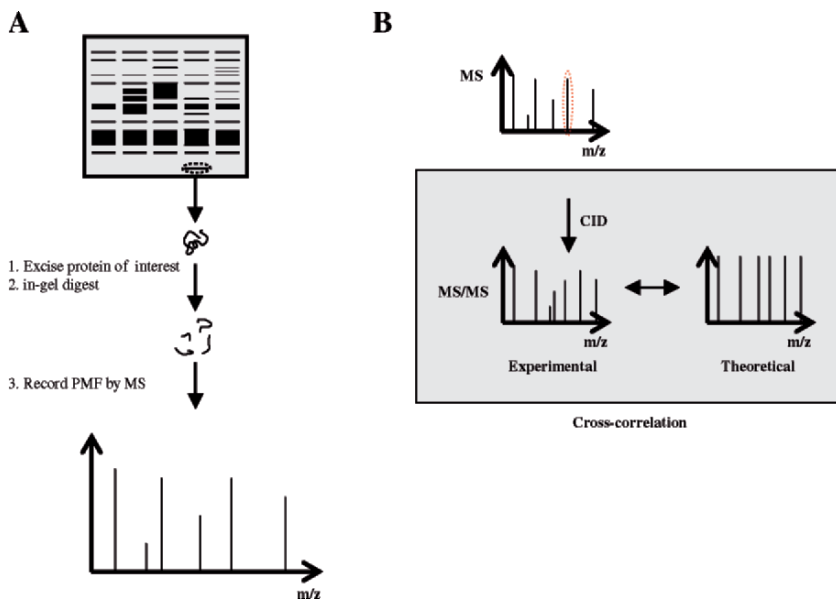 A
1. Excise protein of interest
2. in-gel digest
3. Record PMF by MS
m/z
B
MS
m/z
CID
MS/MS
m/z
m/z
Experimental
Theoretical
Cross-correlation